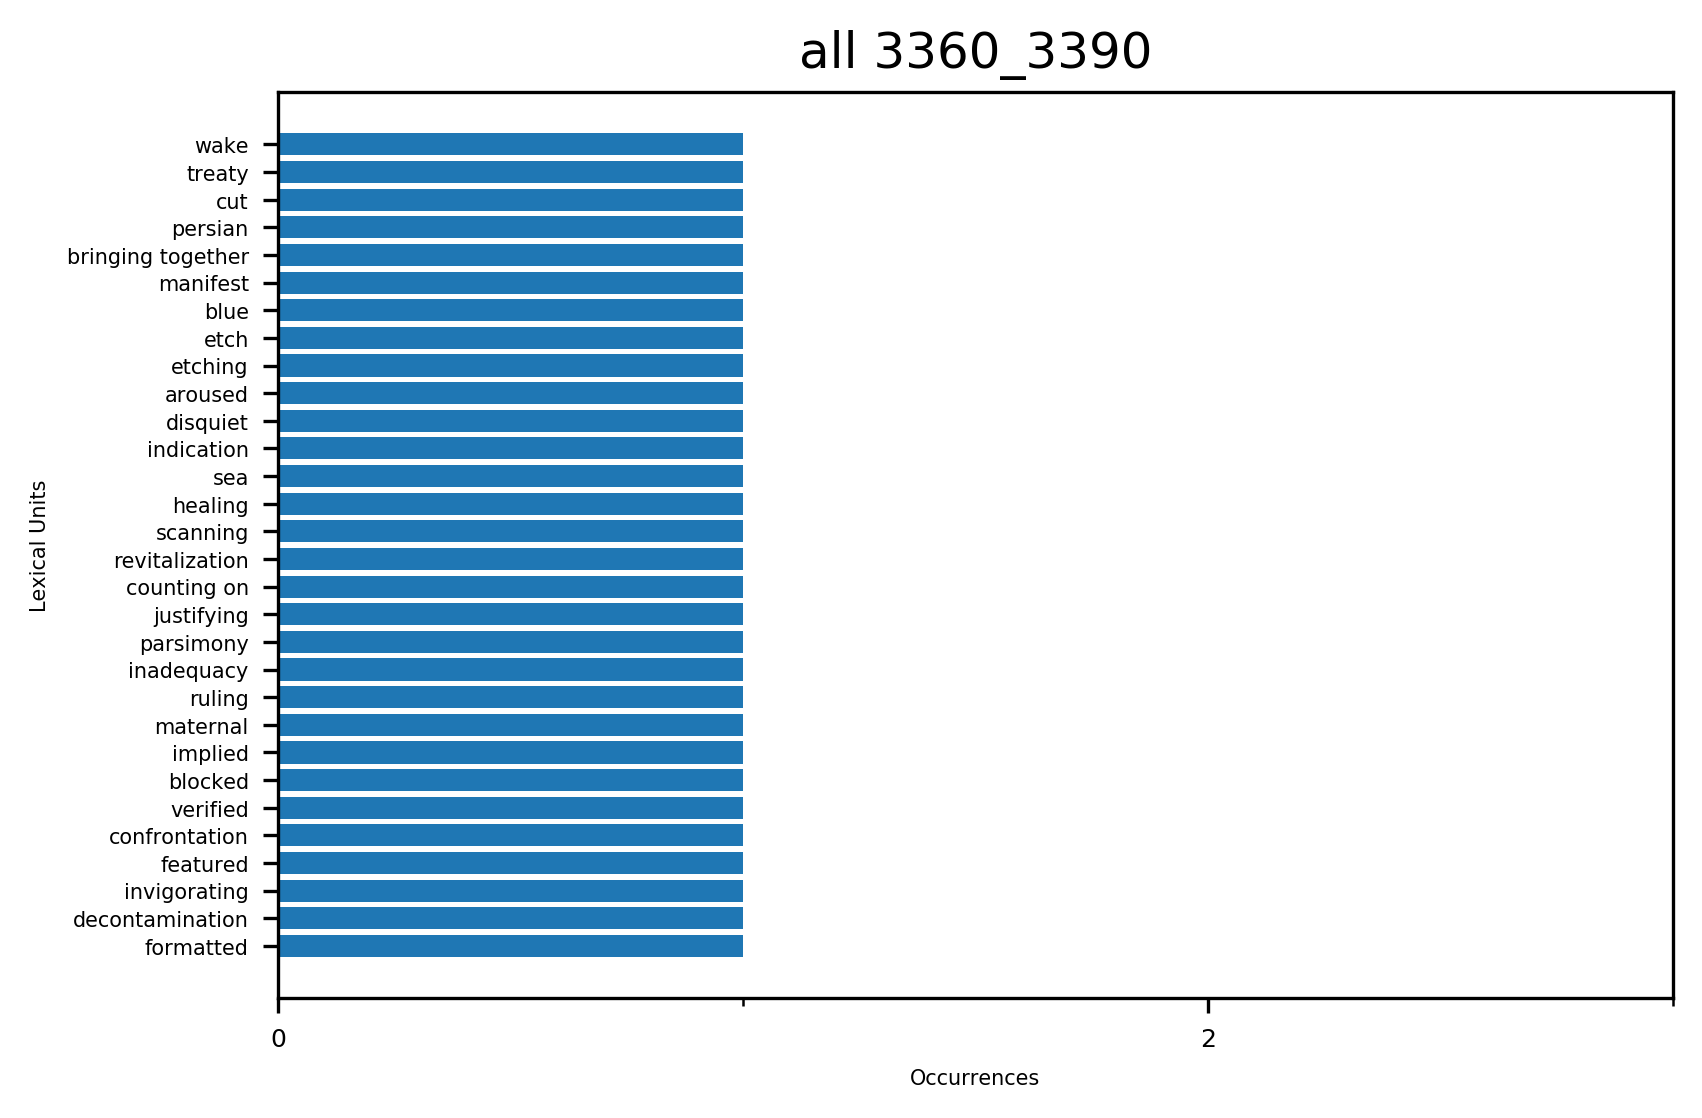 all 3360_3390
wake
treaty
cut
persian
bringing together
manifest
blue
etch
etching
aroused
disquiet
indication
sea
healing
scanning
revitalization
counting on
justifying
parsimony
inadequacy
ruling
maternal
implied
blocked
verified
confrontation
featured
invigorating
decontamination
formatted
Lexical Units
0 2
Occurrences